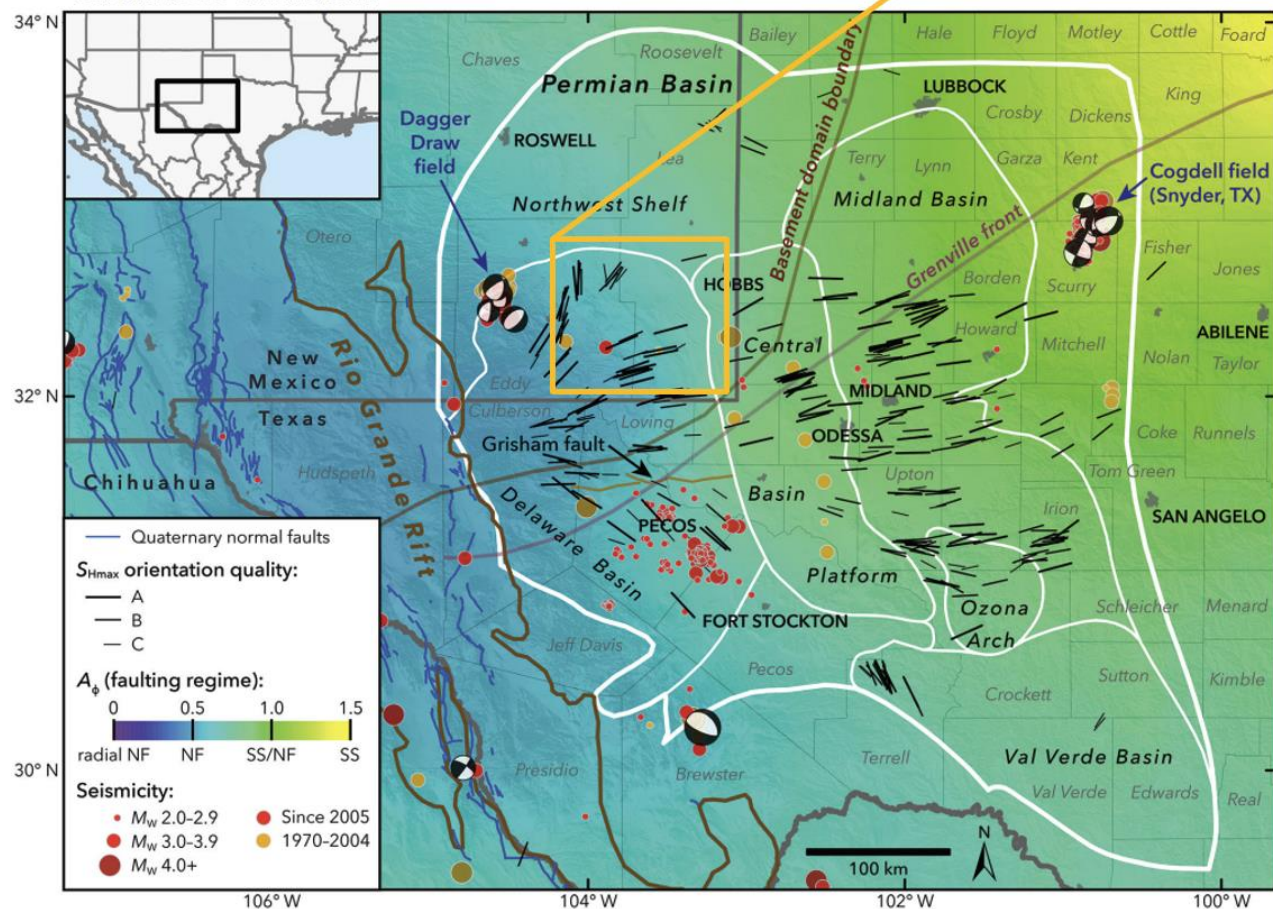 34° N
Bailey
Hale
Floyd
Motley
Cottle
Foard
Chaves
Roosevelt
Permian Basin
LUBBOCK
King
Crosby
Dickens
Dagger
Draw
field
ROSWELL
Lea
Basement domain boundary
Terry
Lynn
Garza
Kent
Cogdell field
(Snyder, TX)
Northwest Shelf
Midland Basin
Otero
Grenville front
Fisher
Jones
HOBBS
Borden
Scurry
Howard
ABILENE
Central
Mitchell
Nolan
Taylor
New
Mexico
Eddy
32° N
Rio Grande Rift
Culberson
Loving
MIDLAND
Texas
Grisham fault
ODESSA
Coke
Runnels
Chihuahua
Hudspeth
Upton
Tom Green
Delaware
Basin
Basin
Irion
PECOS
SAN ANGELO
Platform
Ozona
Arch
Schleicher
Menard
FORT STOCKTON
Jeff Davis
Pecos
Crockett
Sutton
Kimble
Quaternary normal faults
SHmax orientation quality:
A
B
C
Aϕ (faulting regime):
0 0.5 1.0 1.5
radial NF NF SS/NF SS
30° N
Presidio
Brewster
Terrell
Val Verde Basin
Val Verde
Edwards
Real
Seismicity:
Mw 2.0–2.9
Since 2005
Mw 3.0–3.9
1970–2004
Mw 4.0+
N
100 km
106° W
104° W
102° W
100° W